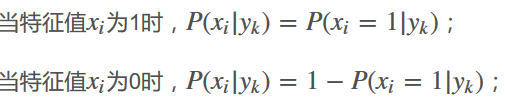 当特征值xᵢ为1时，P(xᵢ|yₖ) = P(xᵢ = 1|yₖ)；
当特征值xᵢ为0时，P(xᵢ|yₖ) = 1 − P(xᵢ = 1|yₖ)；